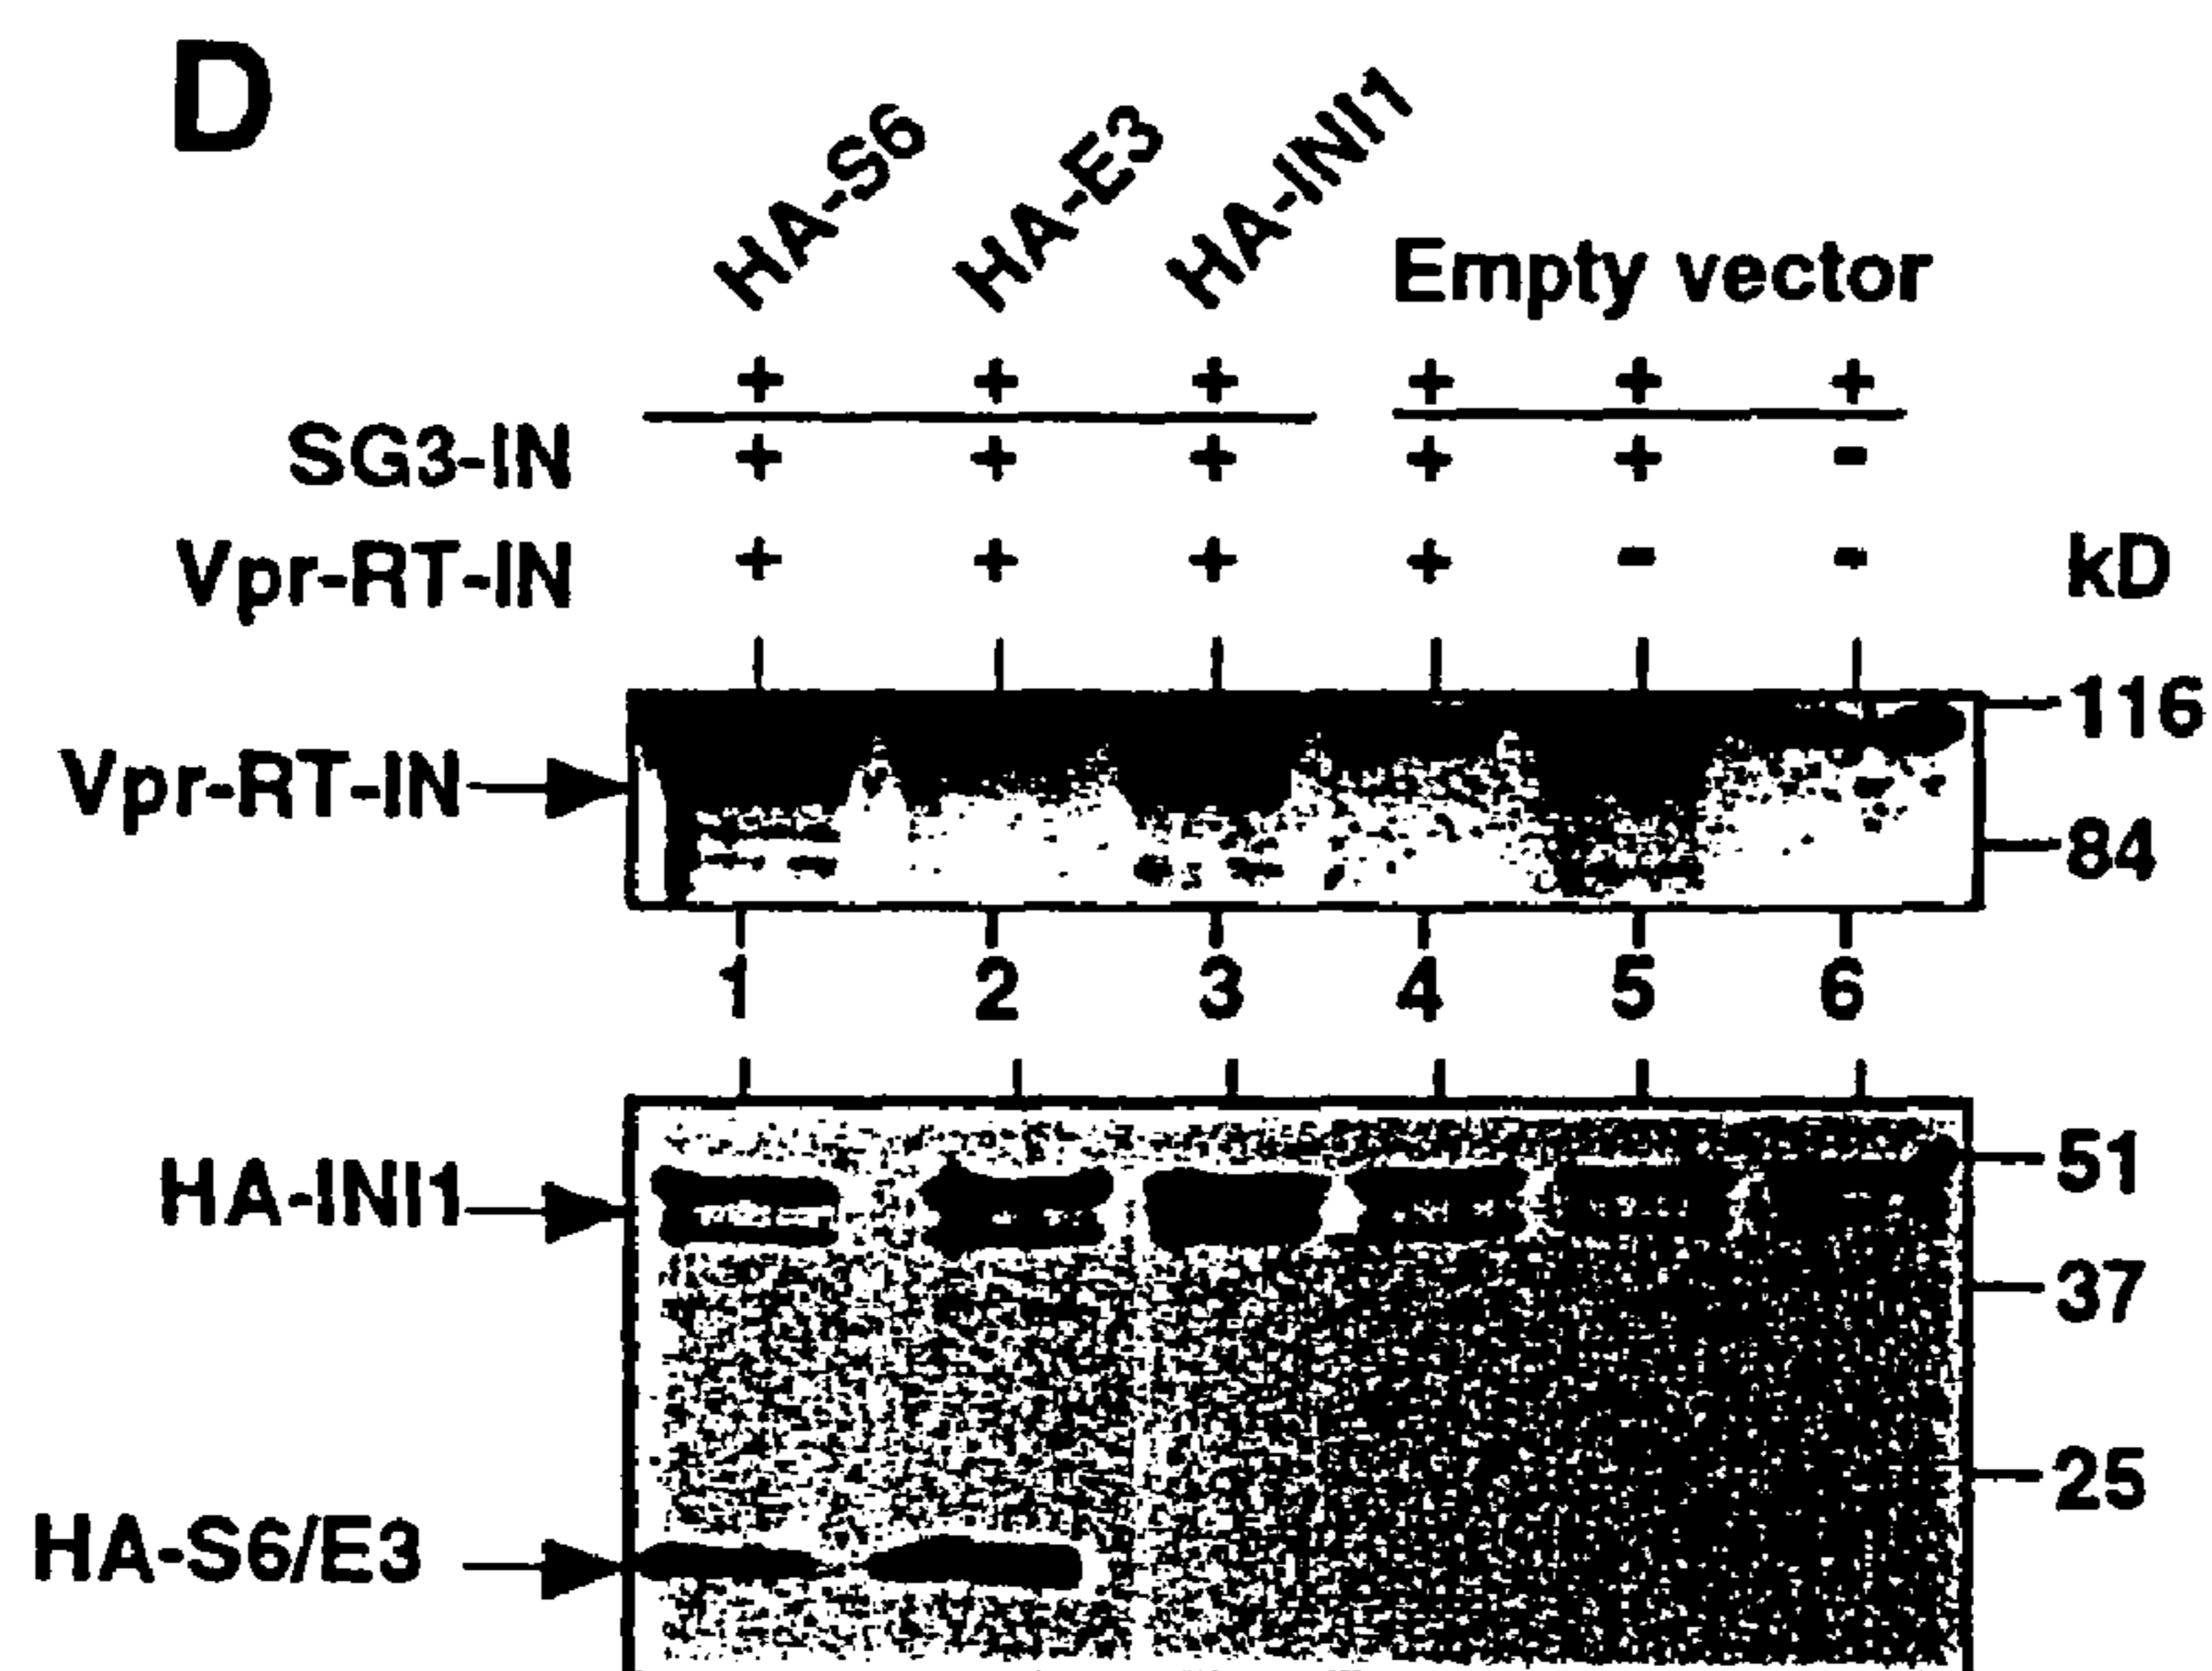 D
HA-S6 HA-E3 HA-INI1 Empty vector
+ + + + + +
SG3-IN + + + + + -
Vpr-RT-IN + + + + - - kD
116
Vpr-RT-IN
84
1 2 3 4 5 6
51
HA-INI1
37
25
HA-S6/E3